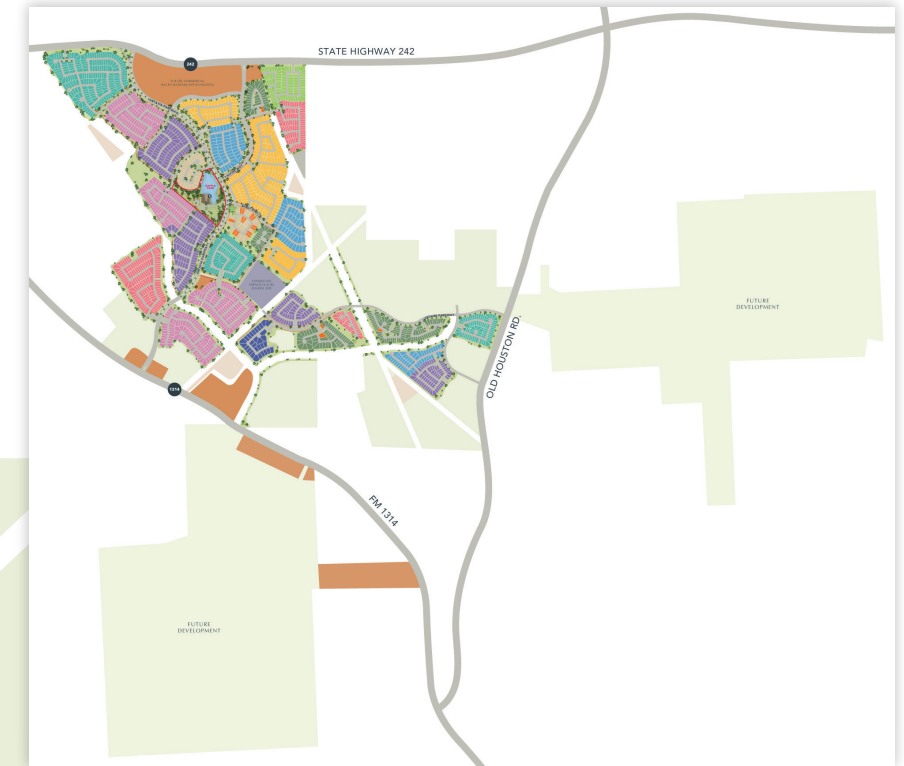 STATE HIGHWAY 242
242
OLD HOUSTON RD.
FUTURE
DEVELOPMENT
1314
FM 1314
FUTURE
DEVELOPMENT